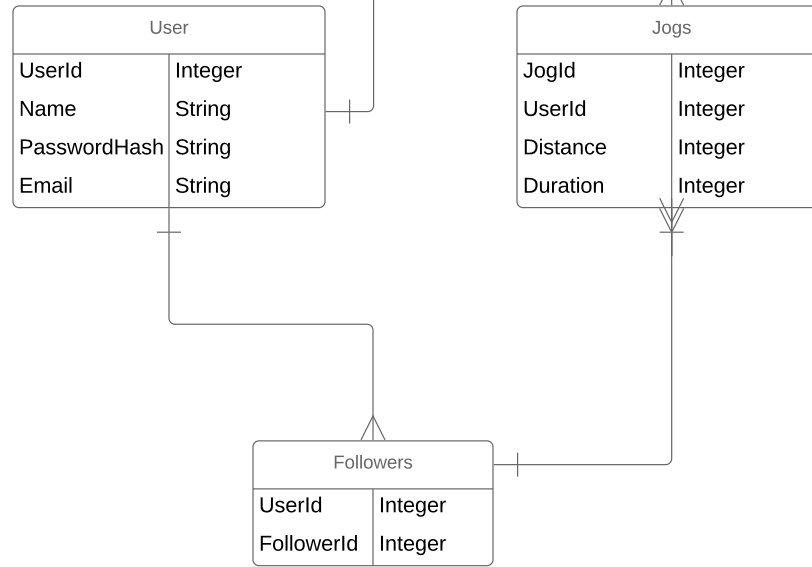 User
UserId Integer
Name String
PasswordHash String
Email String
Jogs
JogId Integer
UserId Integer
Distance Integer
Duration Integer
Followers
UserId Integer
FollowerId Integer